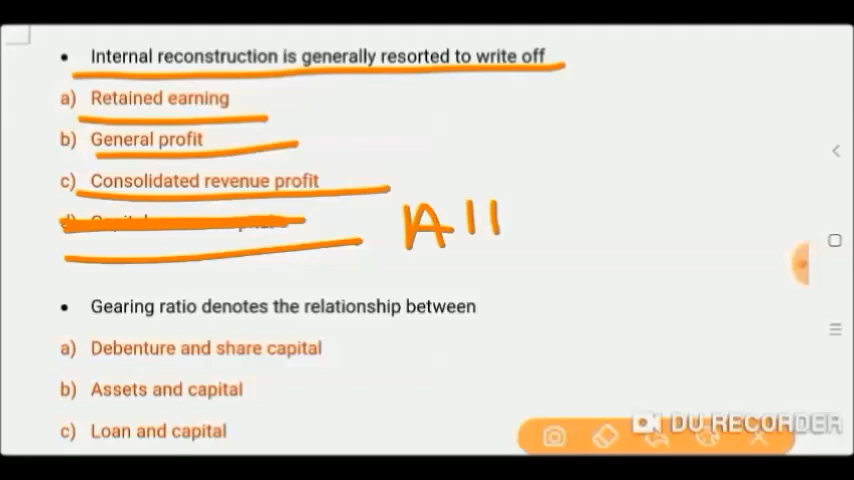 • Internal reconstruction is generally resorted to write off
a) Retained earning
b) General profit
c) Consolidated revenue profit
d) Capital
All
• Gearing ratio denotes the relationship between
a) Debenture and share capital
b) Assets and capital
c) Loan and capital
DU RECORDER